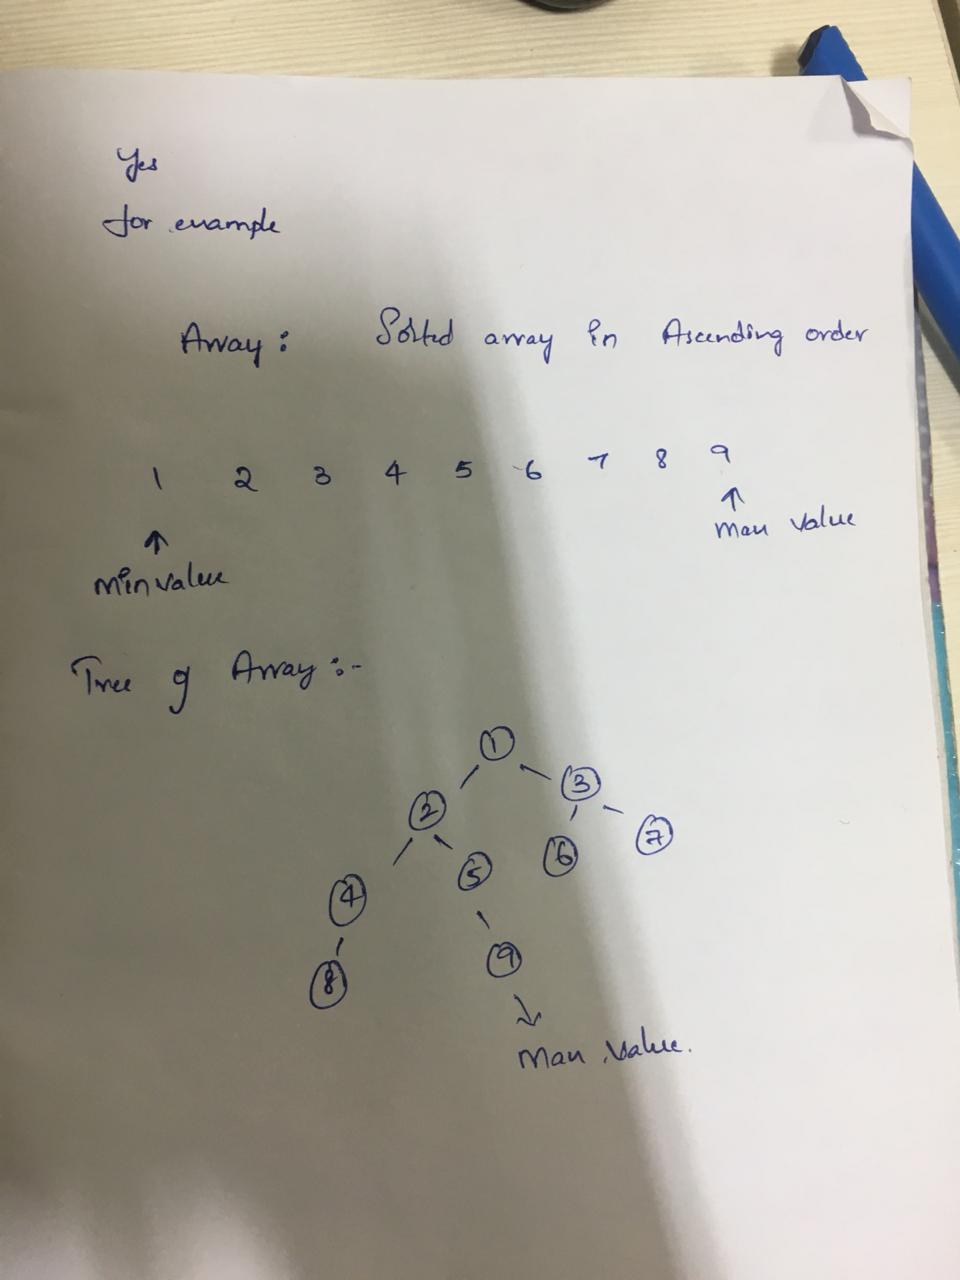 Yes
for example
Array: Sorted array in Ascending order
1 2 3 4 5 6 7 8 9
Max value
Min value
Tree of Array :-
1
2 3
4 5 6 7
8 9
Max value.